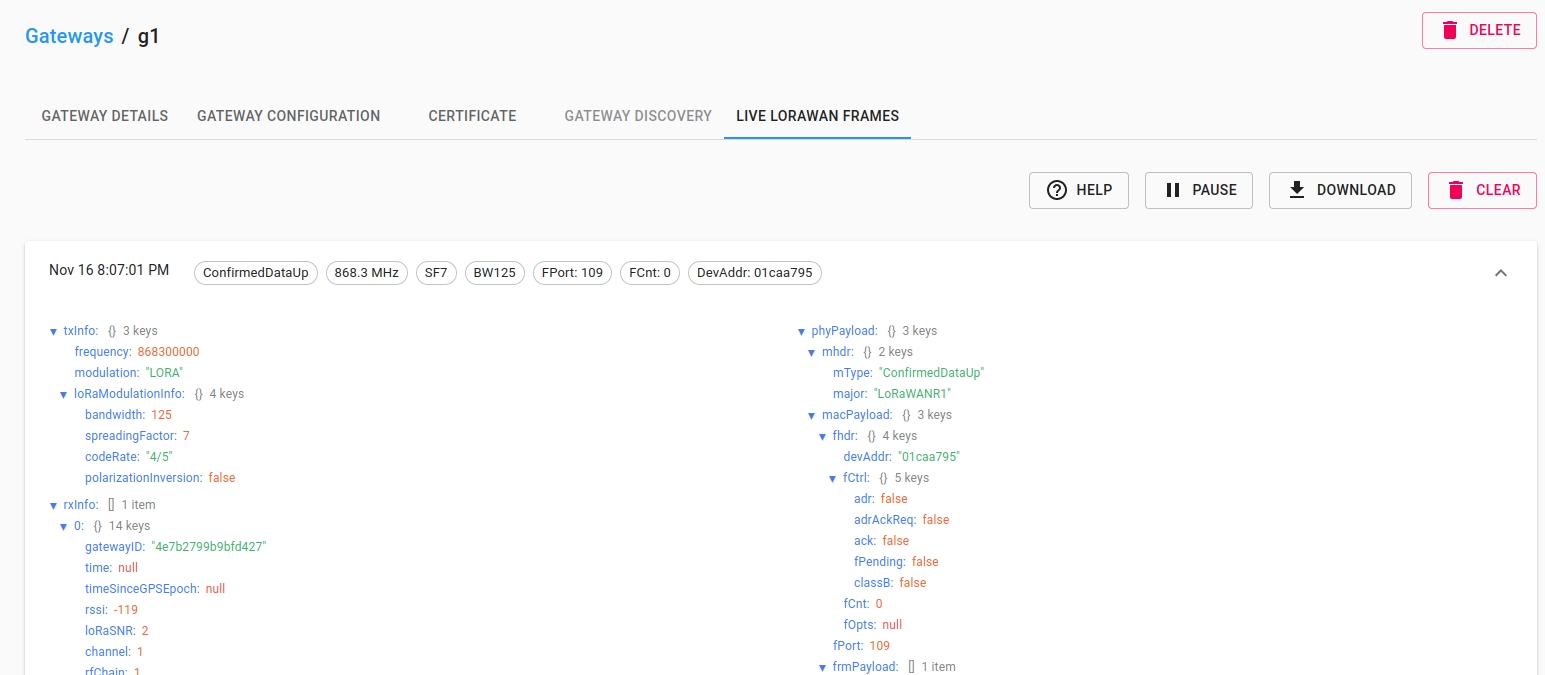 Gateways / g1
DELETE
GATEWAY DETAILS GATEWAY CONFIGURATION CERTIFICATE GATEWAY DISCOVERY LIVE LORAWAN FRAMES
HELP PAUSE DOWNLOAD CLEAR
Nov 16 8:07:01 PM ConfirmedDataUp 868.3 MHz SF7 BW125 FPort: 109 FCnt: 0 DevAddr: 01caa795
txInfo: {} 3 keys
frequency: 868300000
modulation: "LORA"
loRaModulationInfo: {} 4 keys
bandwidth: 125
spreadingFactor: 7
codeRate: "4/5"
polarizationInversion: false
rxInfo: [] 1 item
0: {} 14 keys
gatewayID: "4e7b2799b9bfd427"
time: null
timeSinceGPSEpoch: null
rssi: -119
loRaSNR: 2
channel: 1
rfChain: 1
phyPayload: {} 3 keys
mhdr: {} 2 keys
mType: "ConfirmedDataUp"
major: "LoRaWANR1"
macPayload: {} 3 keys
fhdr: {} 4 keys
devAddr: "01caa795"
fCtrl: {} 5 keys
adr: false
adrAckReq: false
ack: false
fPending: false
classB: false
fCnt: 0
fOpts: null
fPort: 109
frmPayload: [] 1 item